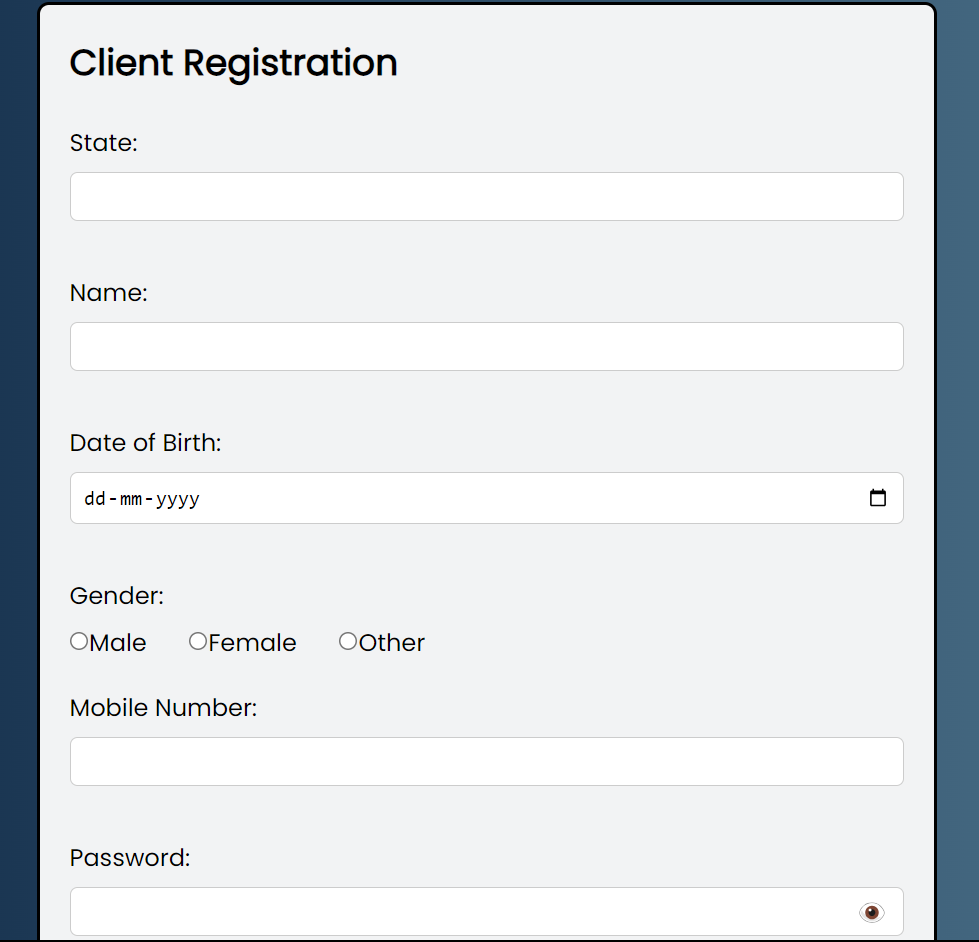 Client Registration
State:
Name:
Date of Birth:
dd-mm-yyyy
Gender:
Male Female Other
Mobile Number:
Password: